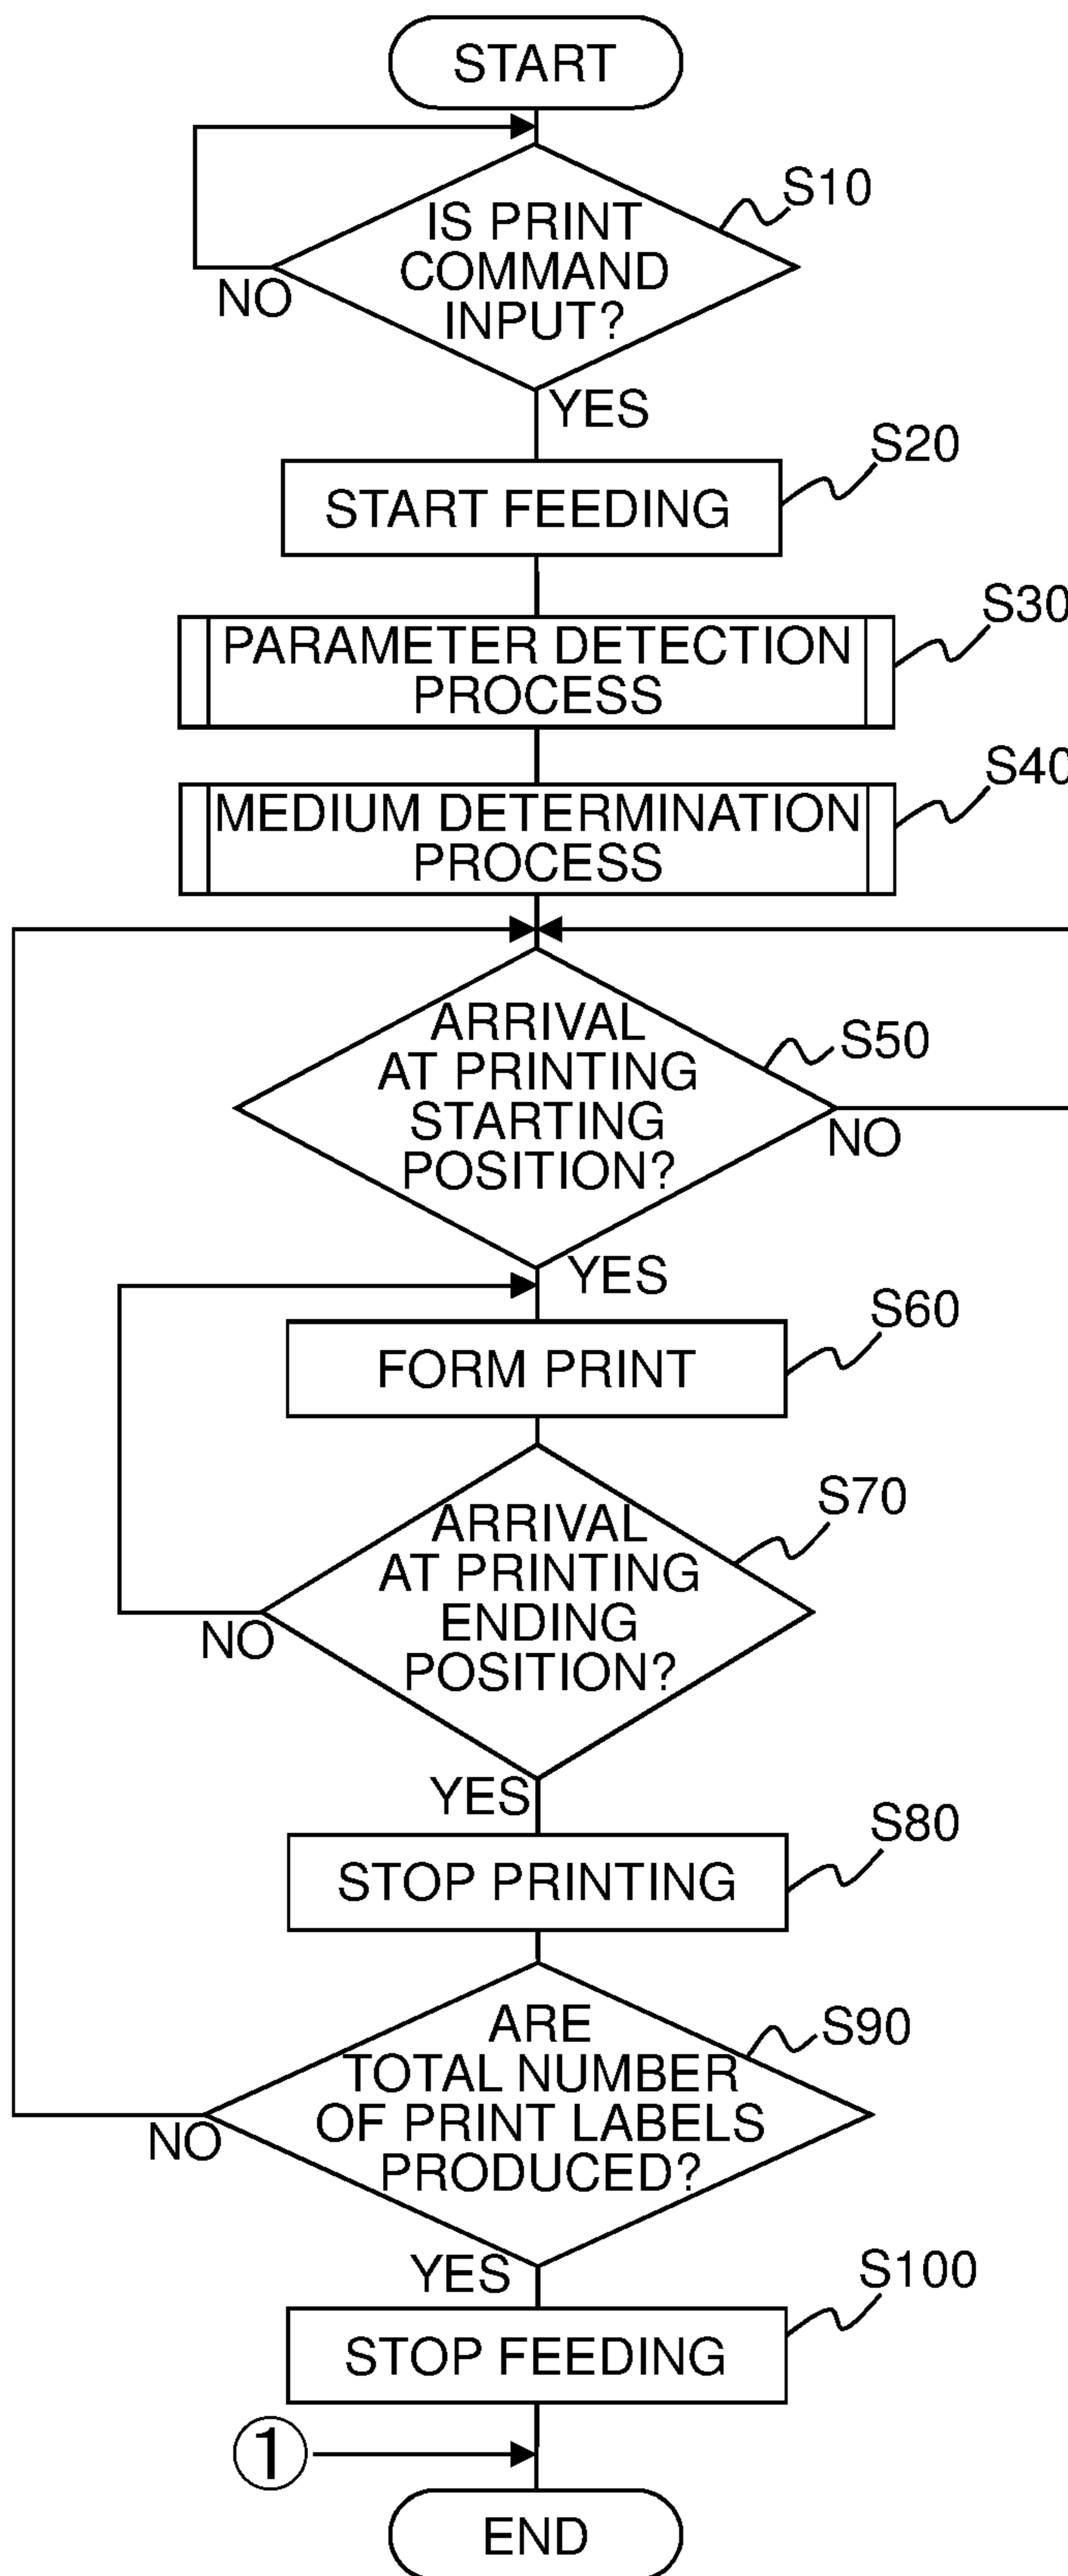 START
S10
IS PRINT
COMMAND
INPUT?
NO
YES
S20
START FEEDING
S30
PARAMETER DETECTION
PROCESS
S40
MEDIUM DETERMINATION
PROCESS
ARRIVAL
AT PRINTING
STARTING
POSITION?
S50
NO
YES
S60
FORM PRINT
S70
ARRIVAL
AT PRINTING
ENDING
POSITION?
NO
YES
S80
STOP PRINTING
ARE
TOTAL NUMBER
OF PRINT LABELS
PRODUCED?
S90
NO
YES
S100
STOP FEEDING
①
END